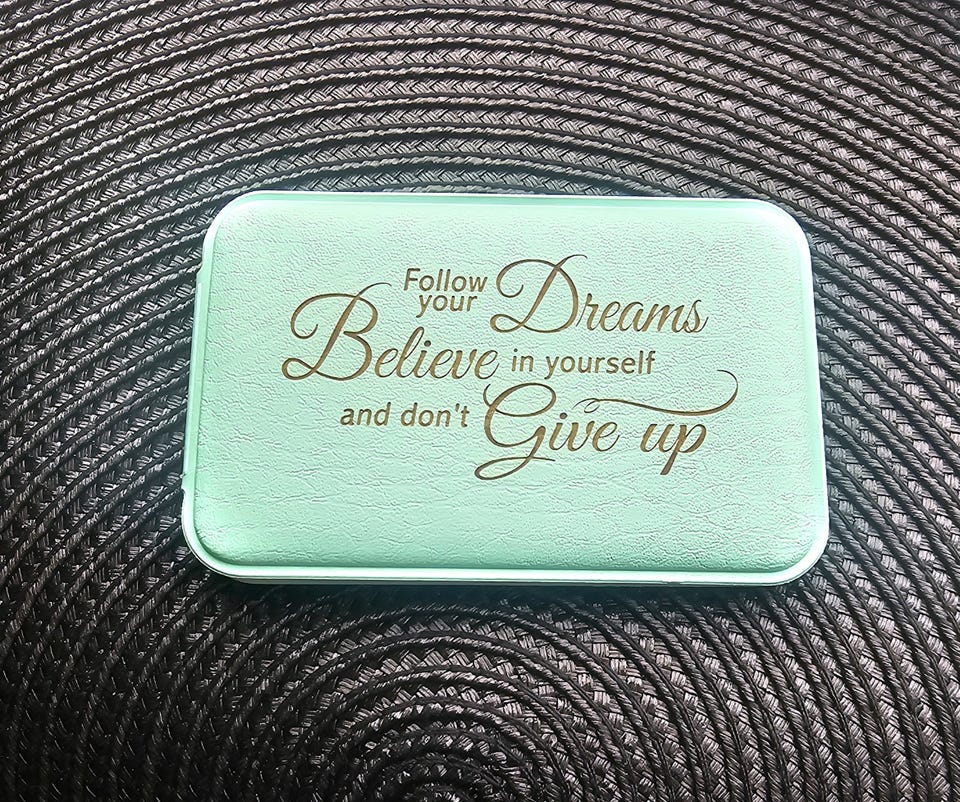 Follow
your Dreams
Believe in yourself
and don't Give up